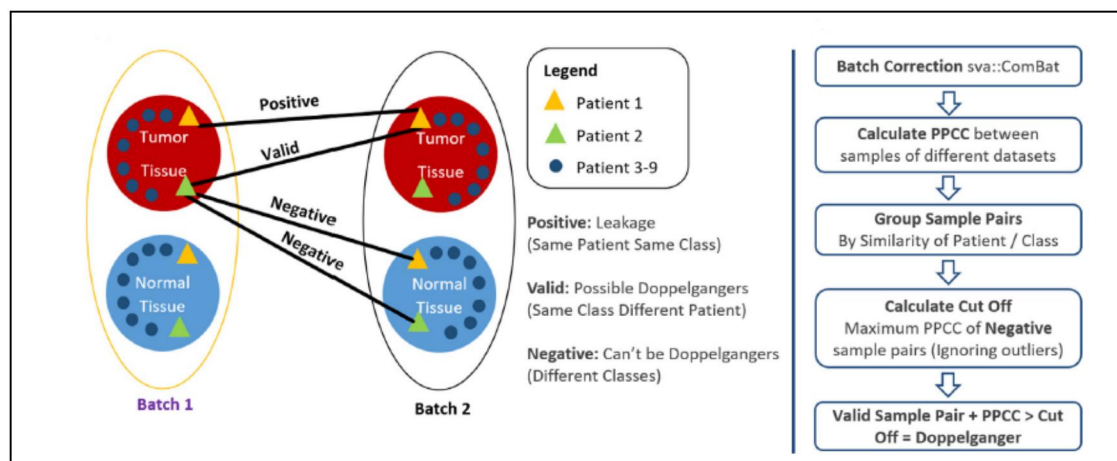 Positive
Valid
Negative
Negative
Tumor
Tissue
Normal
Tissue
Batch 1
Tumor
Tissue
Normal
Tissue
Batch 2
Legend
Patient 1
Patient 2
Patient 3-9
Positive: Leakage
(Same Patient Same Class)
Valid: Possible Doppelgangers
(Same Class Different Patient)
Negative: Can't be Doppelgangers
(Different Classes)
Batch Correction sva::ComBat
Calculate PPCC between
samples of different datasets
Group Sample Pairs
By Similarity of Patient / Class
Calculate Cut Off
Maximum PPCC of Negative
sample pairs (Ignoring outliers)
Valid Sample Pair + PPCC > Cut
Off = Doppelganger